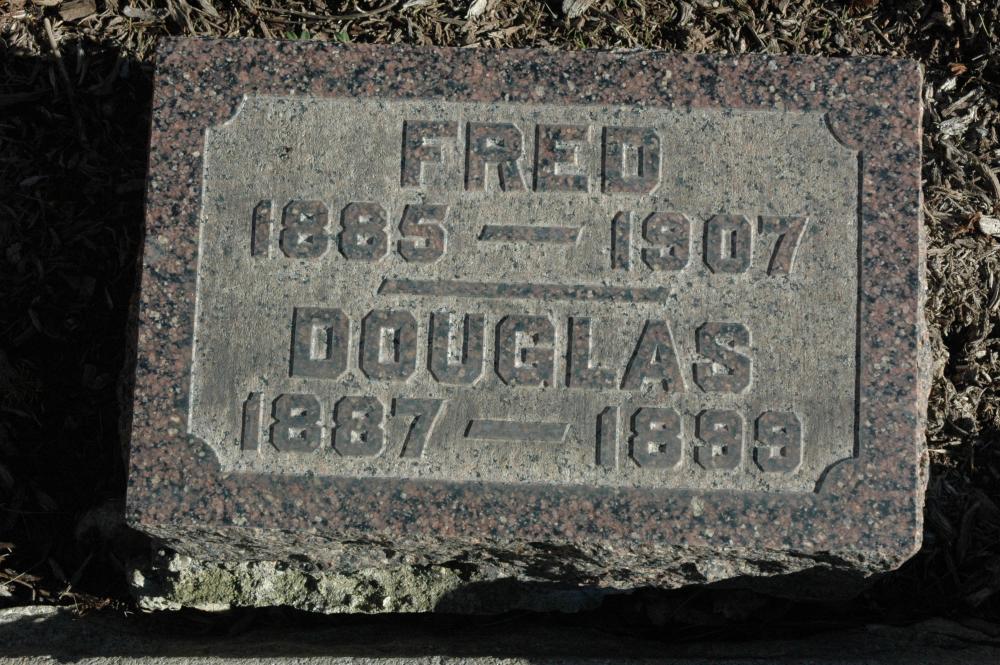 FRED
1885 — 1907
DOUGLAS
1887 — 1899